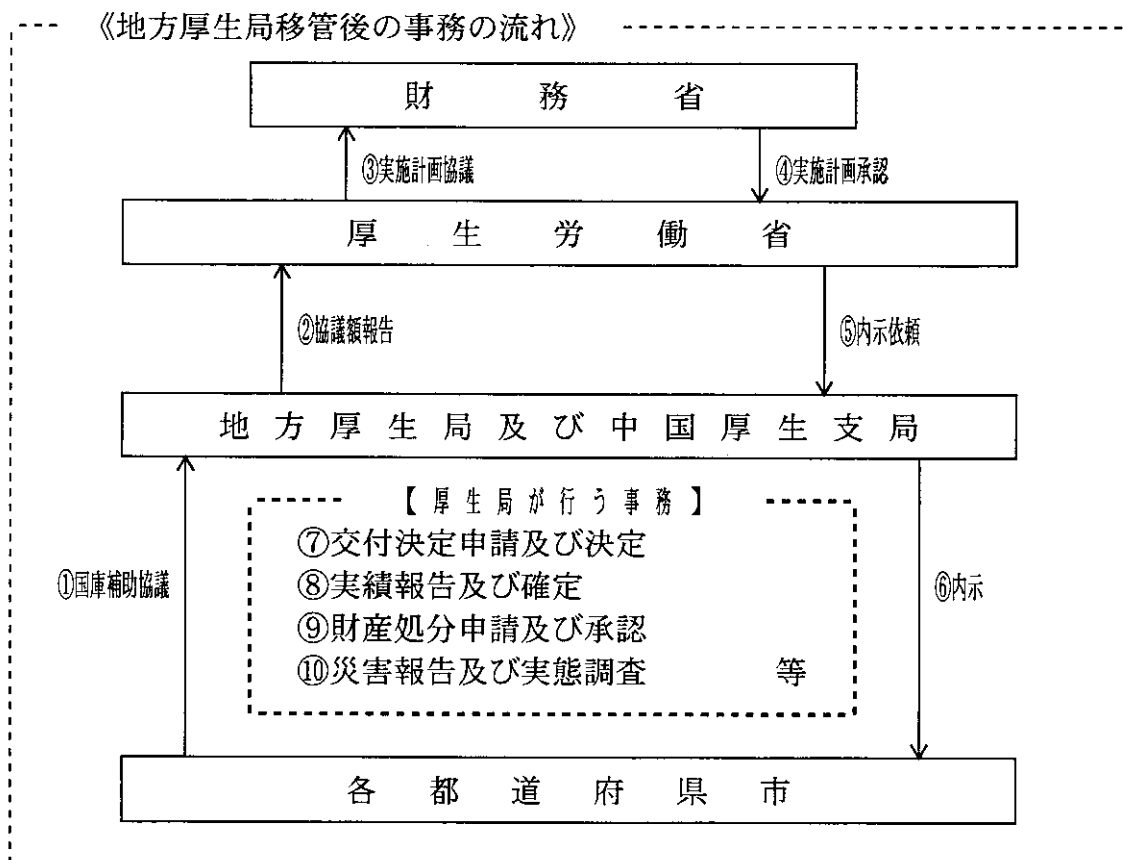 《地方厚生局移管後の事務の流れ》
財務省
③実施計画協議
④実施計画承認
厚生労働省
②協議額報告
⑤内示依頼
地方厚生局及び中国厚生支局
【厚生局が行う事務】
⑦交付決定申請及び決定
⑧実績報告及び確定
⑨財産処分申請及び承認
⑩災害報告及び実態調査 等
①国庫補助協議
⑥内示
各都道府県市